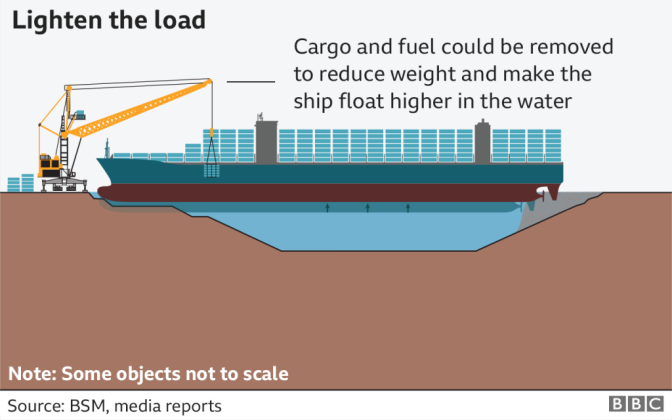 Lighten the load
Cargo and fuel could be removed
to reduce weight and make the
ship float higher in the water
Note: Some objects not to scale
Source: BSM, media reports
BBC